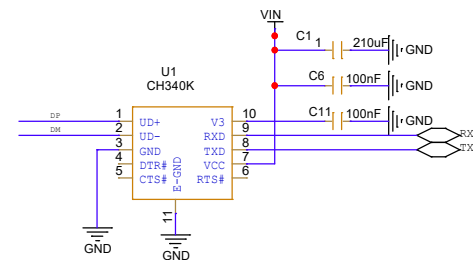 VIN
C1
1
210uF
GND
U1
CH340K
C6
100nF
GND
DP
1
UD+
V3
10
C11
100nF
GND
DM
2
UD-
RXD
9
RX
3
GND
TXD
8
TX
4
DTR#
VCC
7
5
CTS#
E-GND
RTS#
6
11
GND
GND